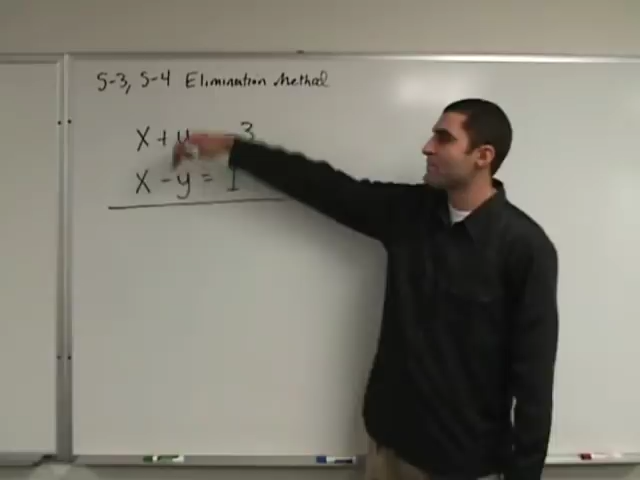 5-3, 5-4 Elimination Method
x + y 3
x - y = 1